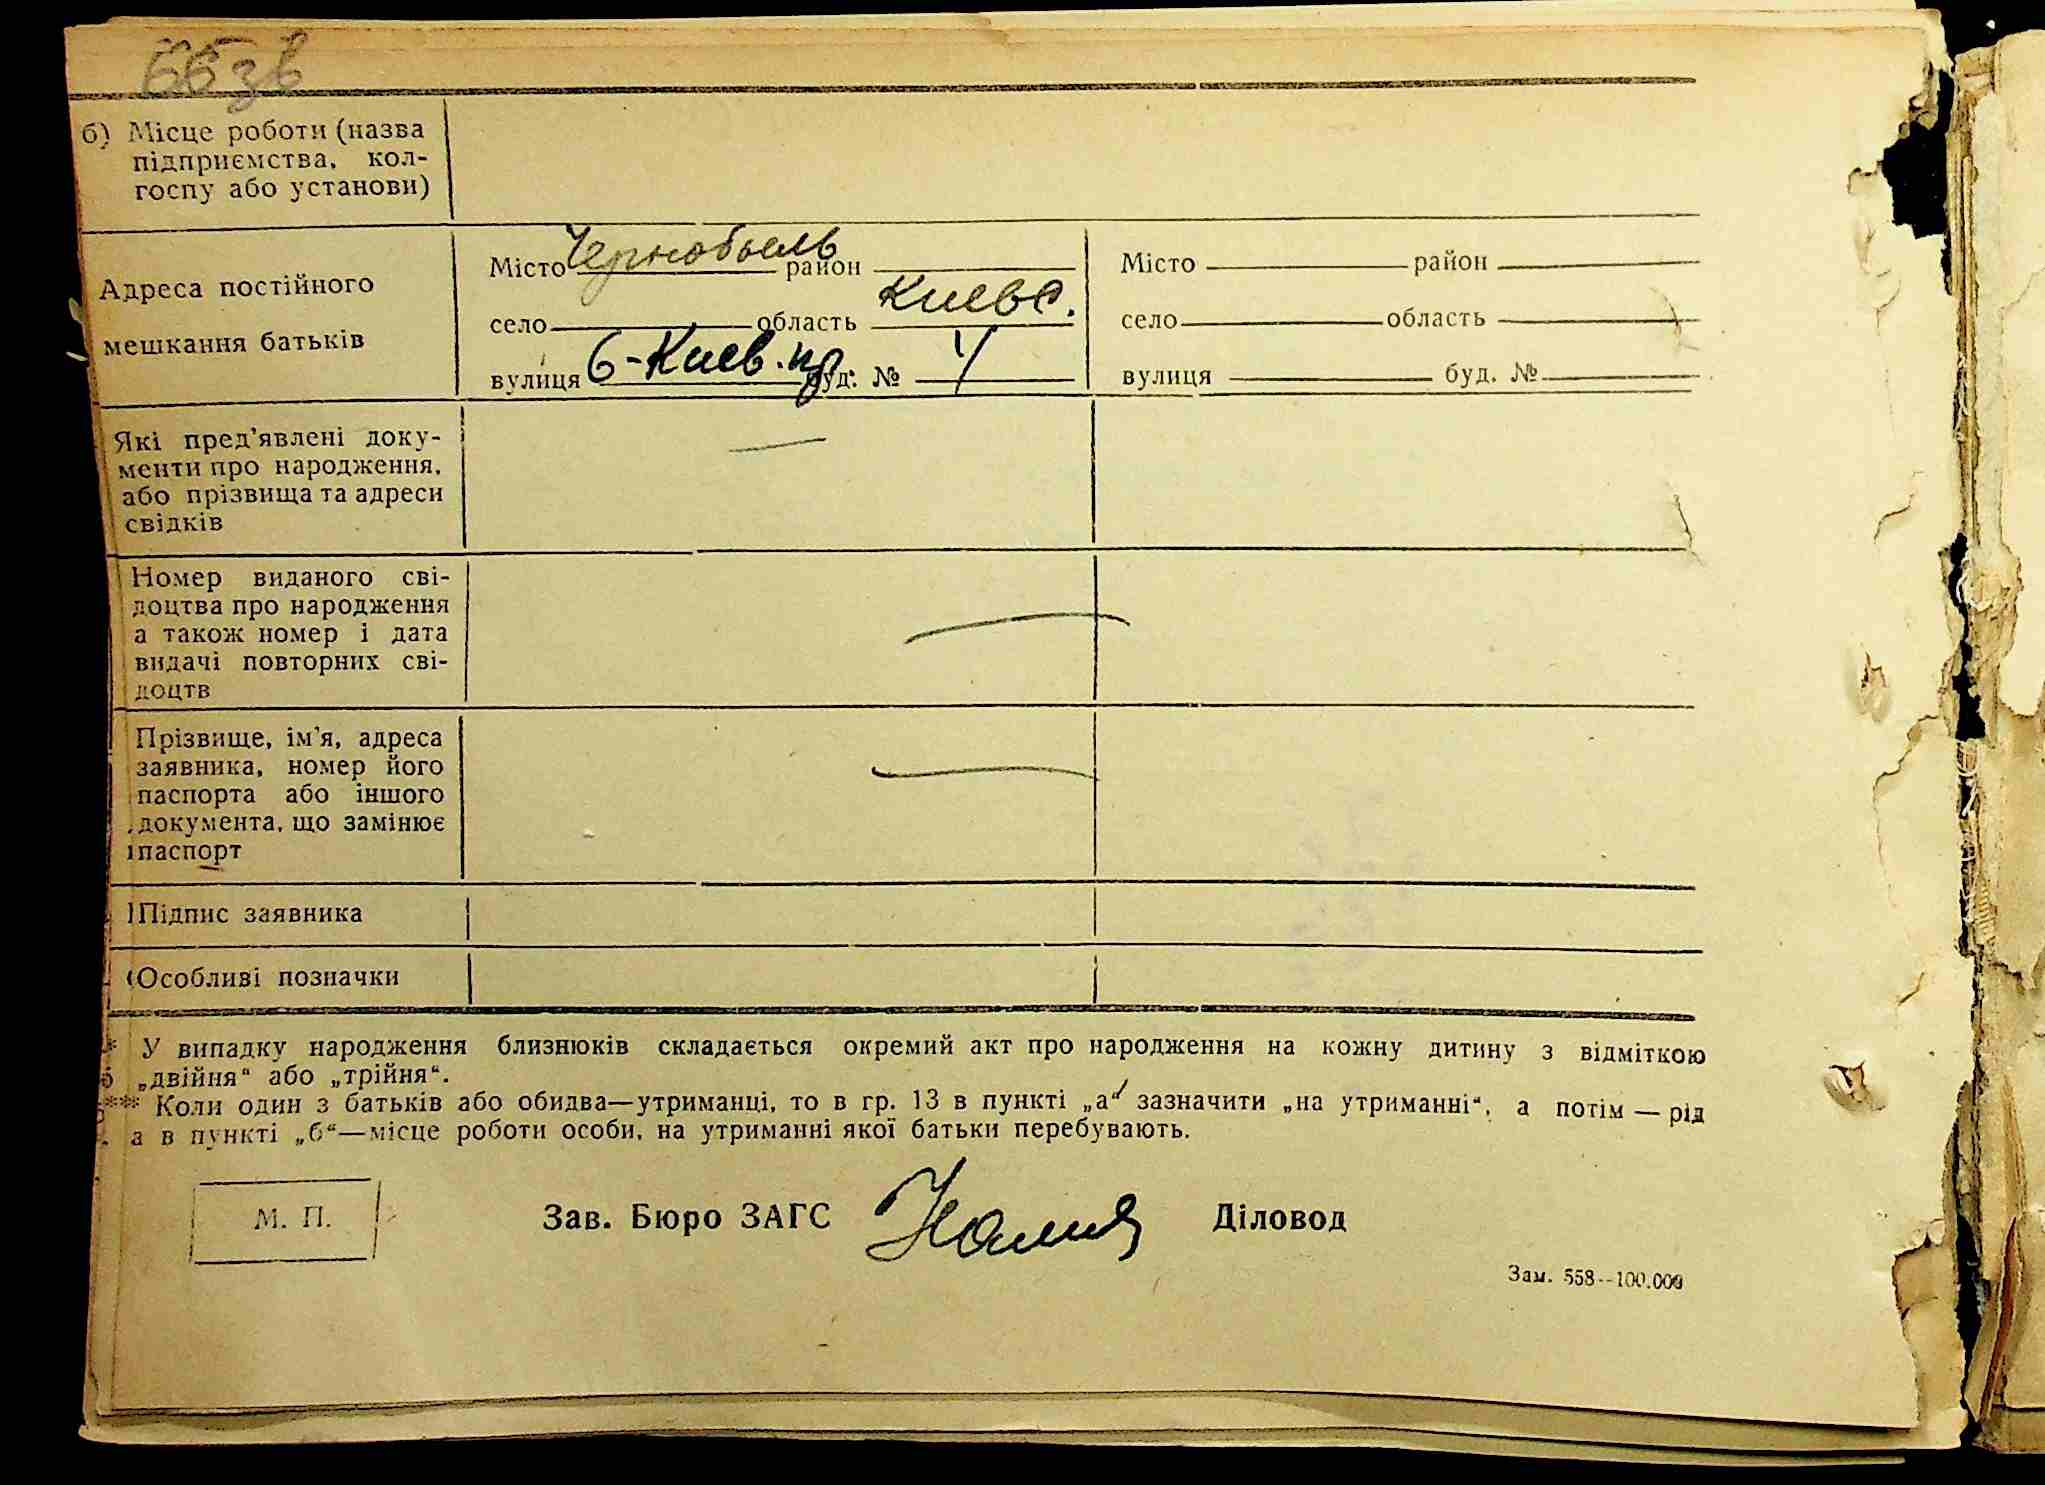 66 зв
б) Місце роботи (назва
підприємства, кол-
госпу або установи)
Адреса постійного
мешкання батьків
Місто Чернобыль район
село область Киевс.
вулиця 6-Киев. пр. буд. № 4
Місто район
село область
вулиця буд. №
Які пред'явлені доку-
менти про народження,
або прізвища та адреси
свідків
Номер виданого сві-
доцтва про народження
а також номер і дата
видачі повторних сві-
доцтв
Прізвище, ім'я, адреса
заявника, номер його
паспорта або іншого
документа, що замінює
паспорт
Підпис заявника
Особливі позначки
* У випадку народження близнюків складається окремий акт про народження на кожну дитину з відміткою
„двійня“ або „трійня“.
** Коли один з батьків або обидва—утриманці, то в гр. 13 в пункті „а“ зазначити „на утриманні“, а потім — рід
а в пункті „б“—місце роботи особи, на утриманні якої батьки перебувають.
М. П.
Зав. Бюро ЗАГС Діловод
Зам. 558--100.000